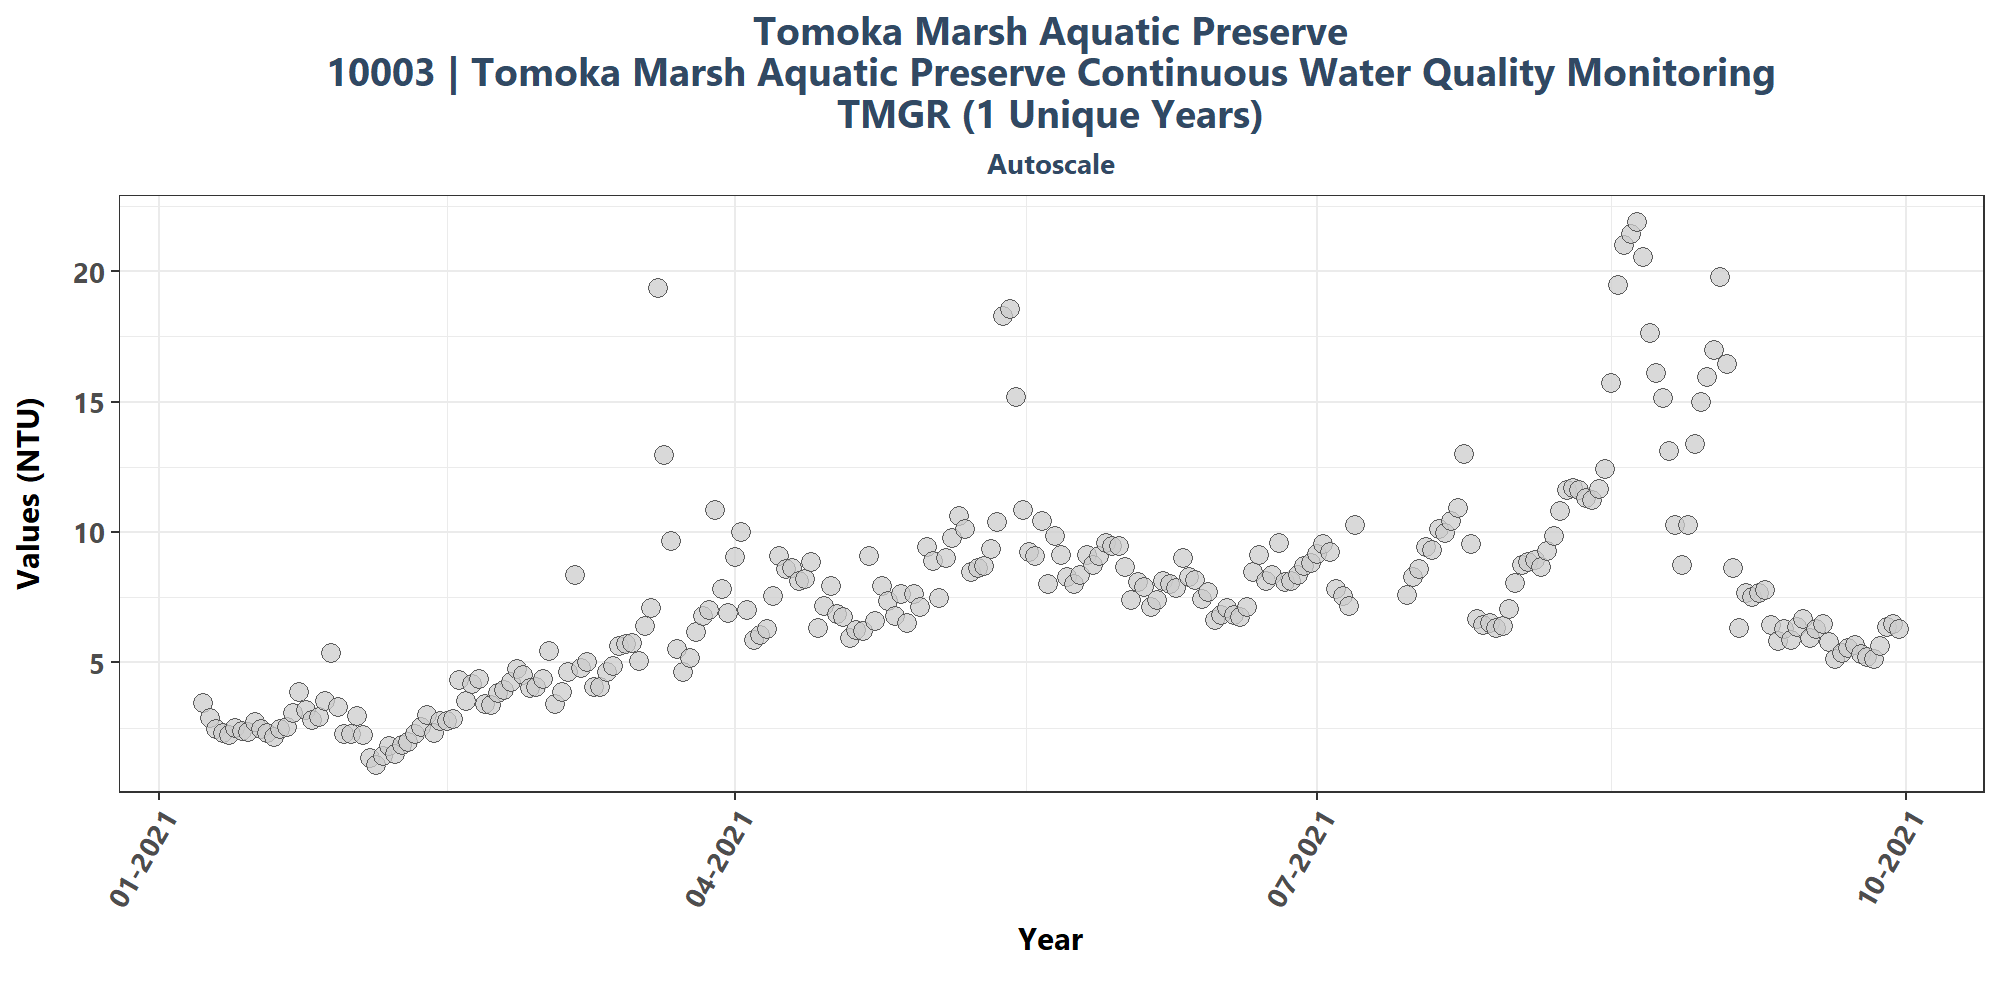 Tomoka Marsh Aquatic Preserve
10003 | Tomoka Marsh Aquatic Preserve Continuous Water Quality Monitoring
TMGR (1 Unique Years)
Autoscale
Values (NTU)
20
15
10
5
01-2021
04-2021
07-2021
10-2021
Year